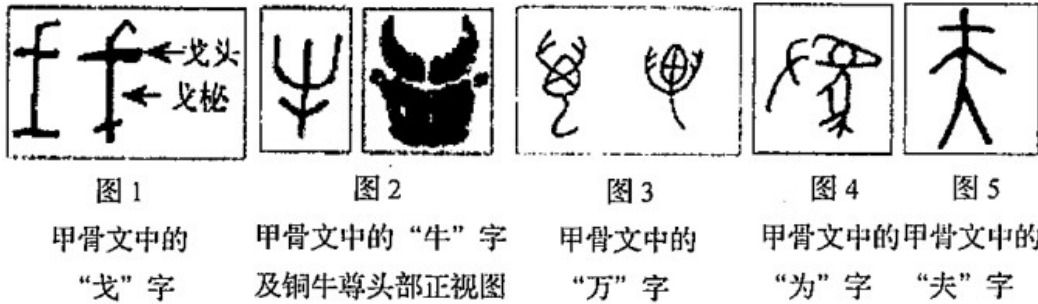 戈头
戈柲
图1
图2
图3
图4
图5
甲骨文中的
“戈”字
甲骨文中的“牛”字
及铜牛尊头部正视图
甲骨文中的
“万”字
甲骨文中的
“为”字
甲骨文中的
“夫”字